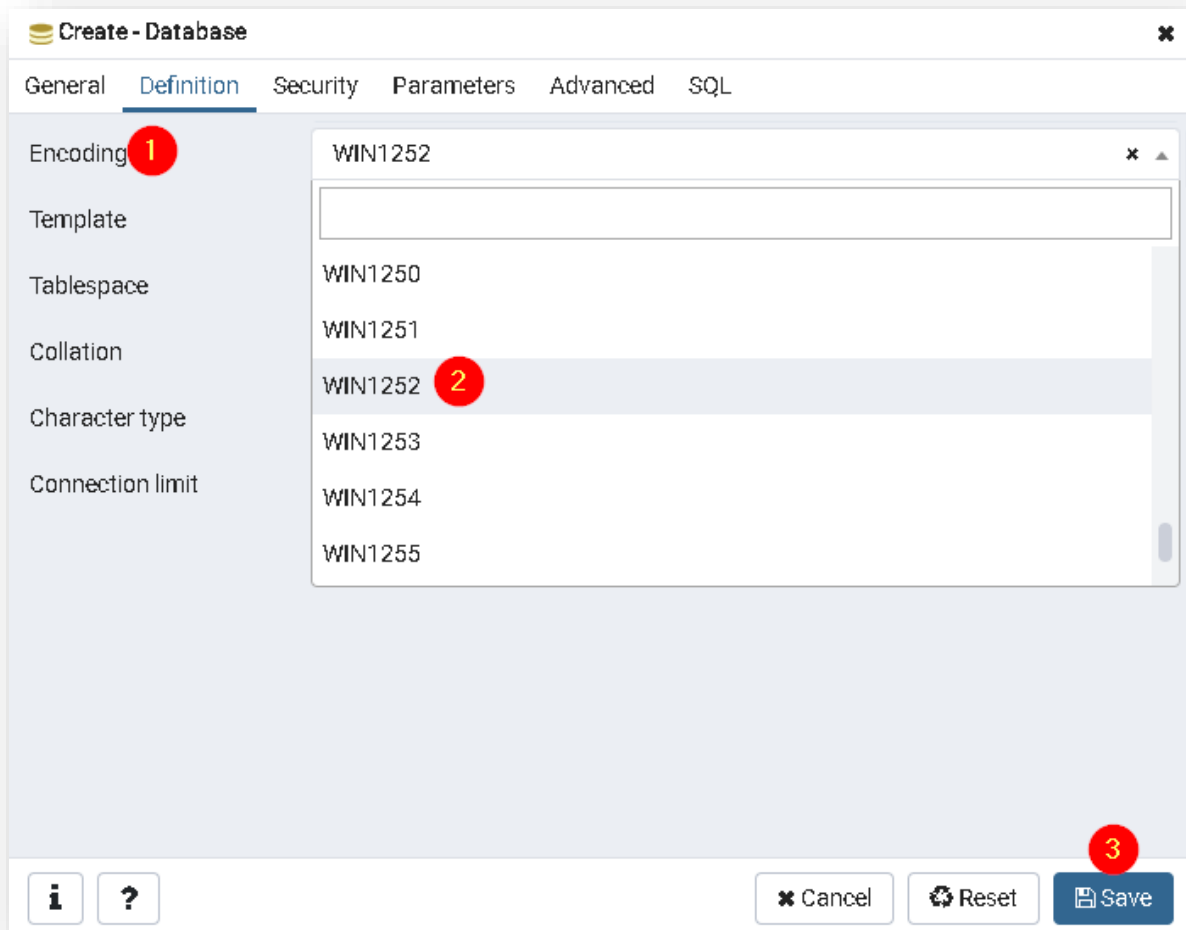 Create - Database
General Definition Security Parameters Advanced SQL
Encoding 1 WIN1252
Template
WIN1250
Tablespace
WIN1251
Collation
WIN1252 2
Character type
WIN1253
Connection limit
WIN1254
WIN1255
3
i ? Cancel Reset Save